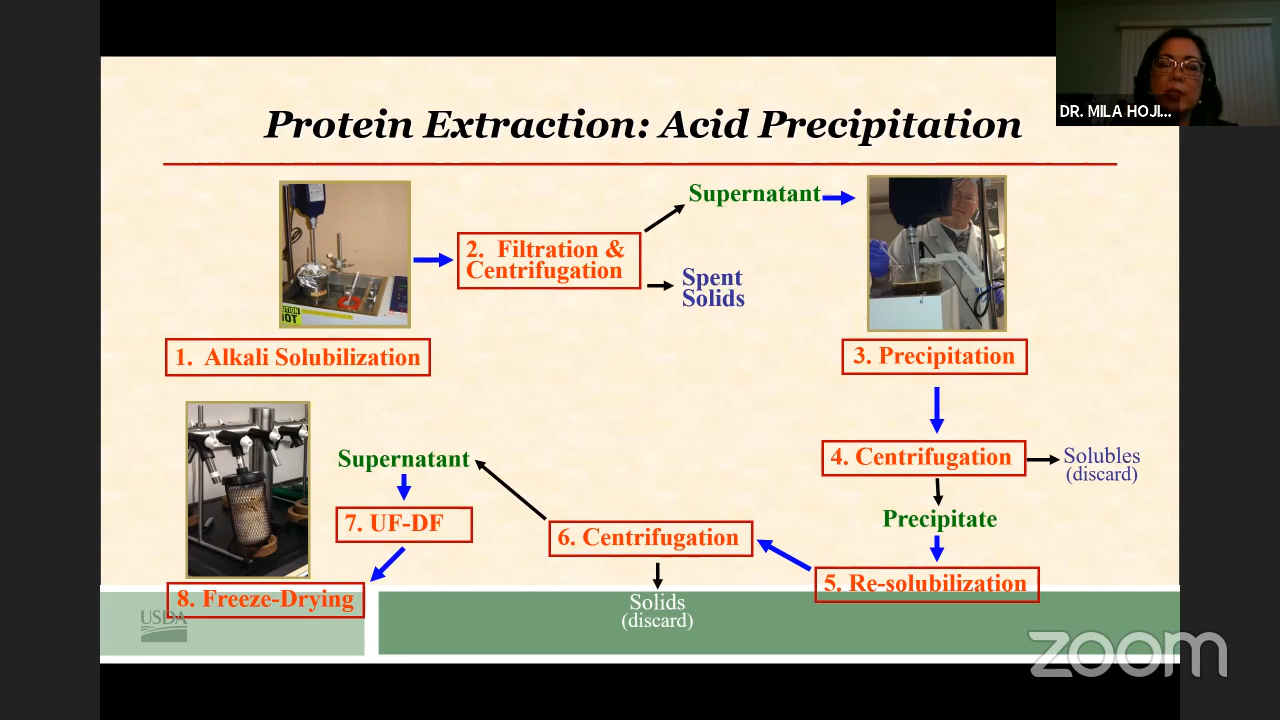 DR. MILA HOJI...
Protein Extraction: Acid Precipitation
Supernatant
2. Filtration &
Centrifugation
Spent
Solids
1. Alkali Solubilization
3. Precipitation
4. Centrifugation
Solubles
(discard)
Precipitate
5. Re-solubilization
6. Centrifugation
Solids
(discard)
Supernatant
7. UF-DF
8. Freeze-Drying
USDA
zoom